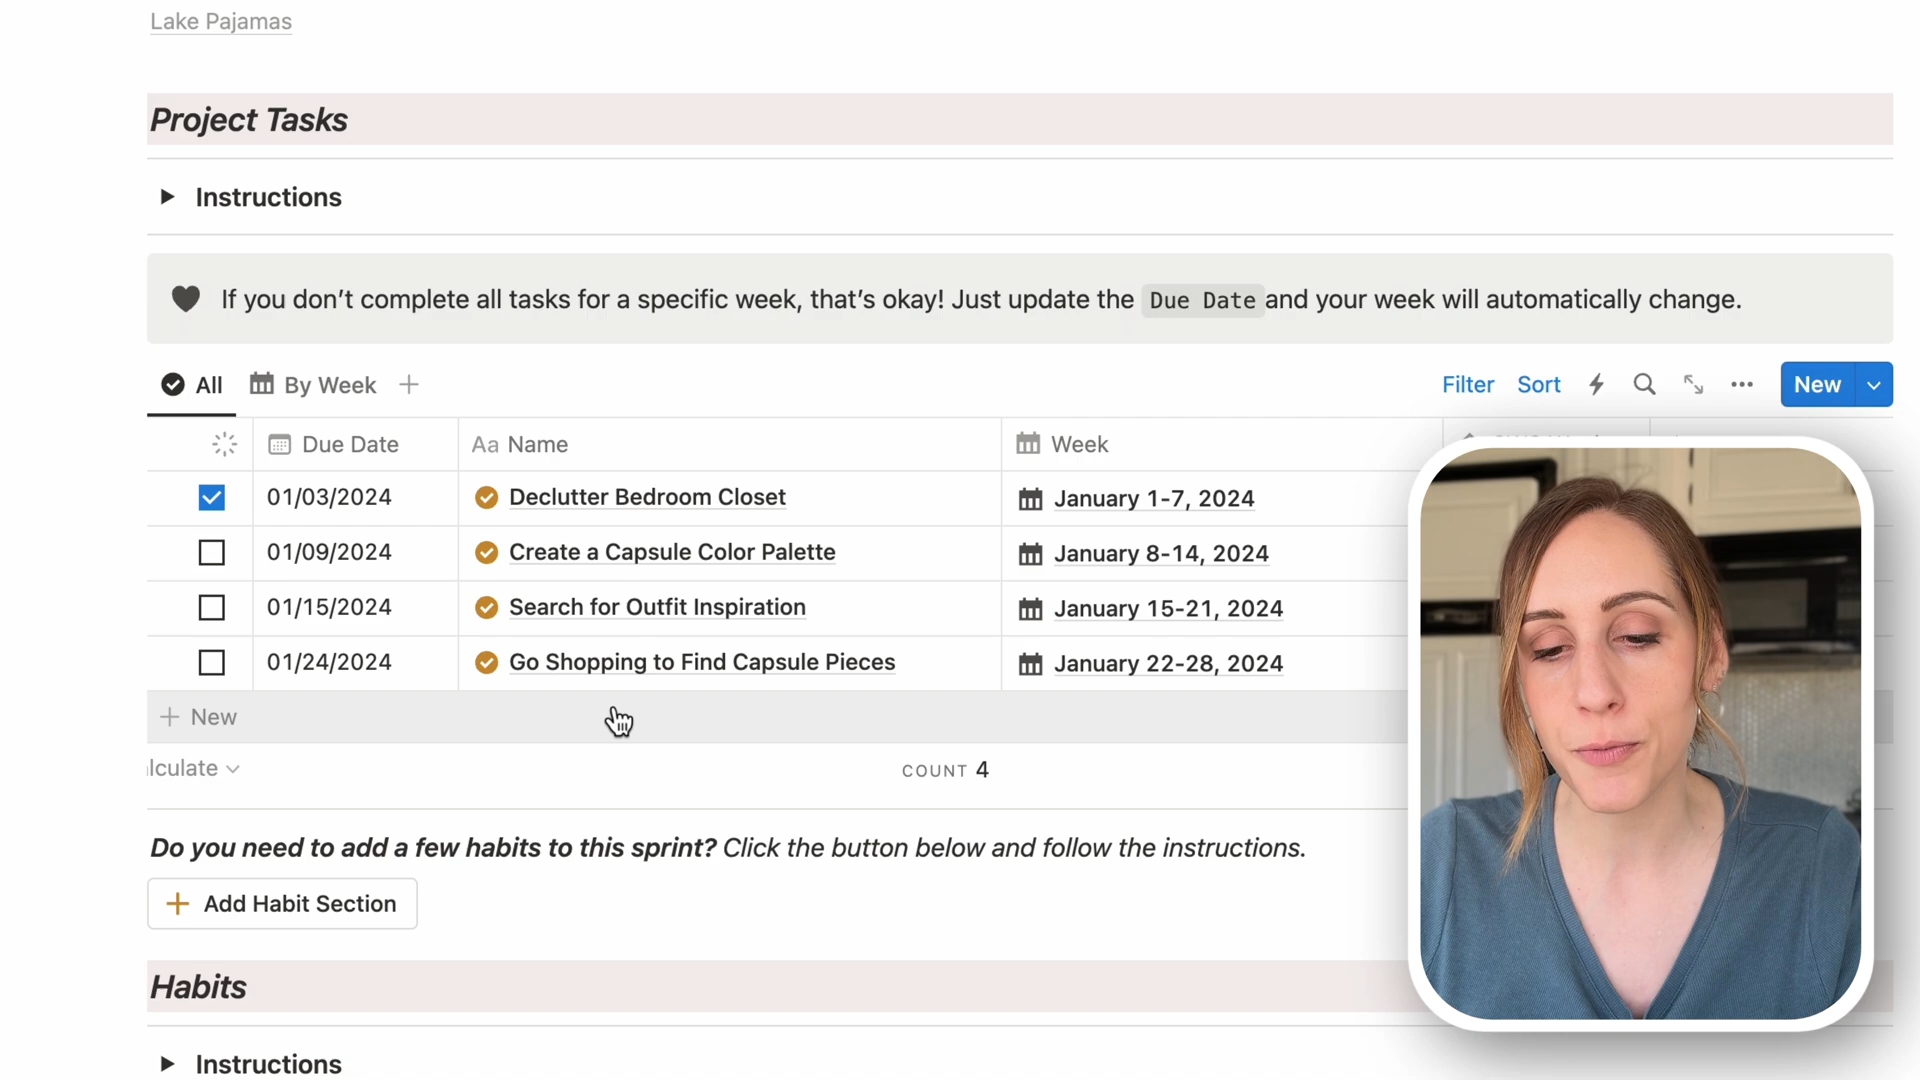 Lake Pajamas
Project Tasks
Instructions
If you don't complete all tasks for a specific week, that's okay! Just update the Due Date and your week will automatically change.
All By Week
Filter Sort New
Due Date Aa Name Week
01/03/2024 Declutter Bedroom Closet January 1-7, 2024
01/09/2024 Create a Capsule Color Palette January 8-14, 2024
01/15/2024 Search for Outfit Inspiration January 15-21, 2024
01/24/2024 Go Shopping to Find Capsule Pieces January 22-28, 2024
+ New
lculate COUNT 4
Do you need to add a few habits to this sprint? Click the button below and follow the instructions.
+ Add Habit Section
Habits
Instructions